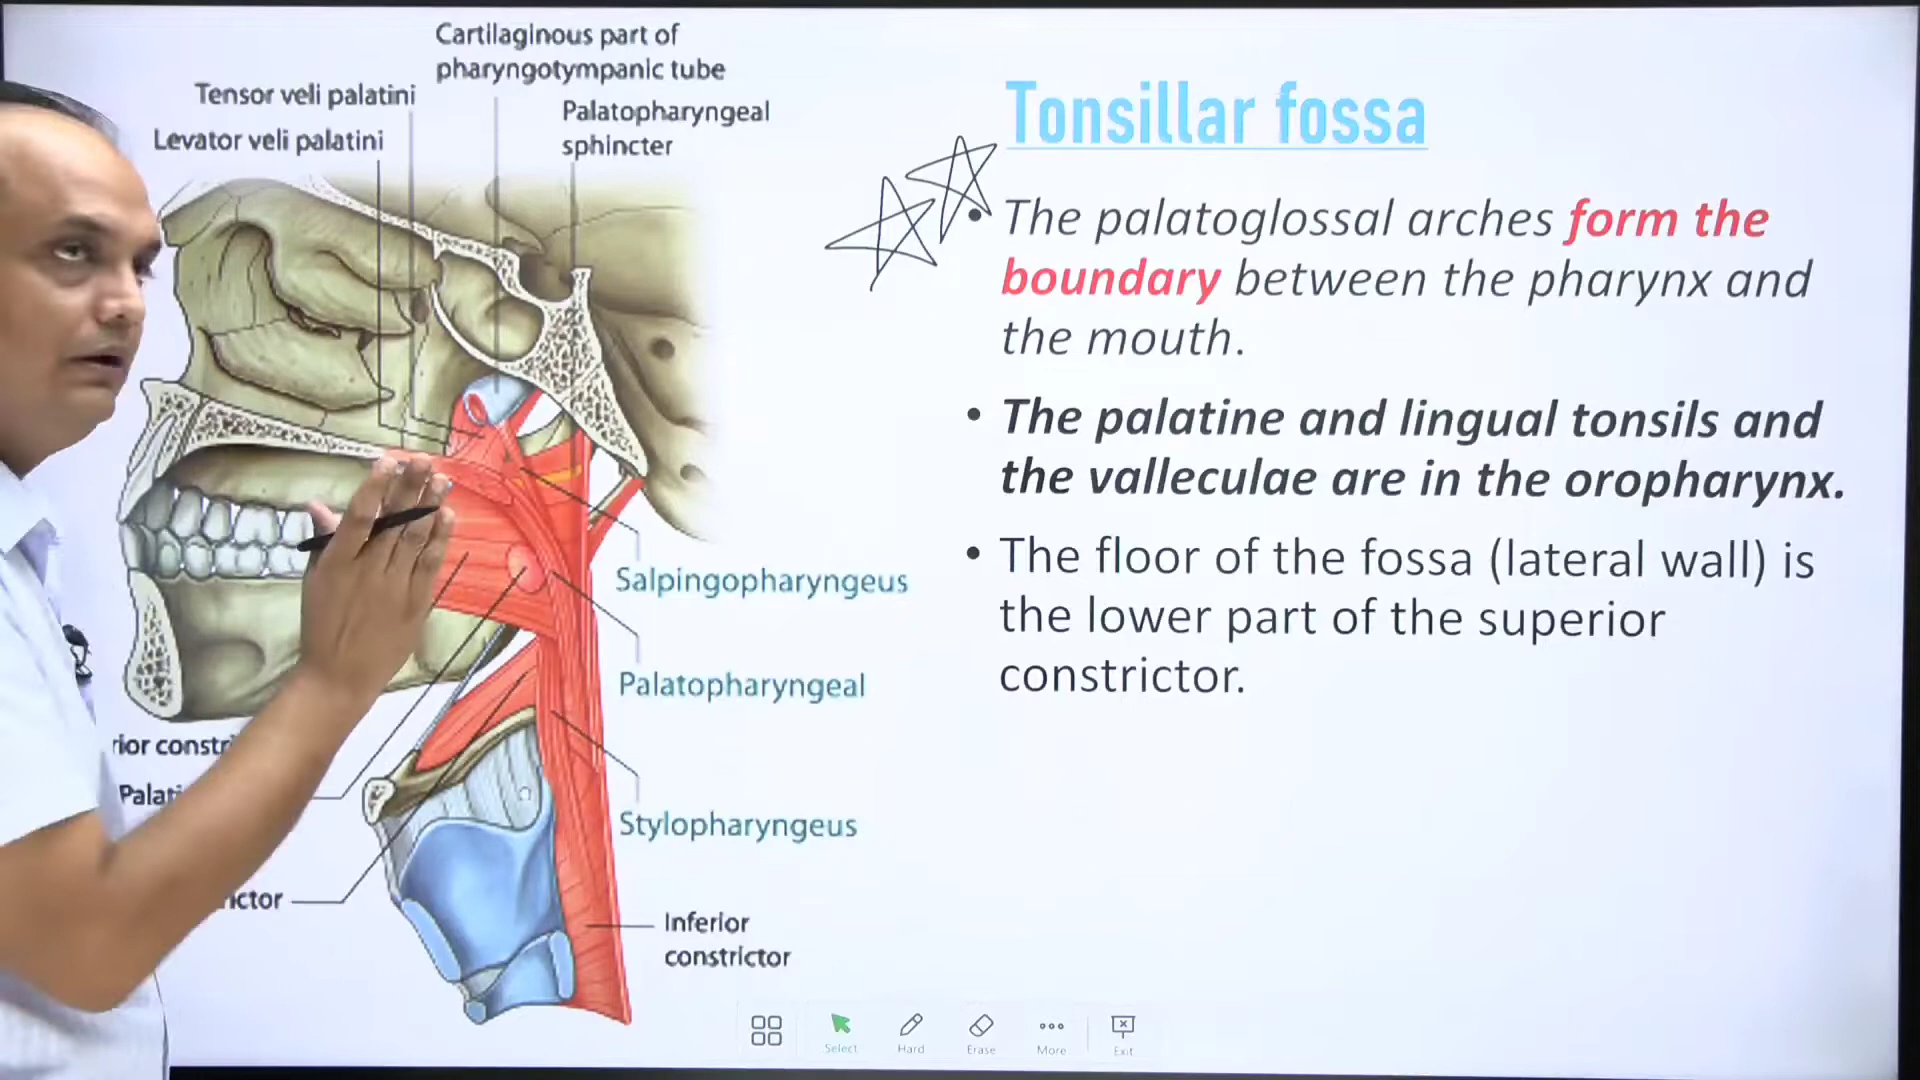 Cartilaginous part of
pharyngotympanic tube
Tensor veli palatini
Palatopharyngeal
sphincter
Levator veli palatini
Salpingopharyngeus
Palatopharyngeal
Stylopharyngeus
Inferior
constrictor
Tonsillar fossa
• The palatoglossal arches form the
boundary between the pharynx and
the mouth.
• The palatine and lingual tonsils and
the valleculae are in the oropharynx.
• The floor of the fossa (lateral wall) is
the lower part of the superior
constrictor.
Select
Hard
Erase
More
Exit